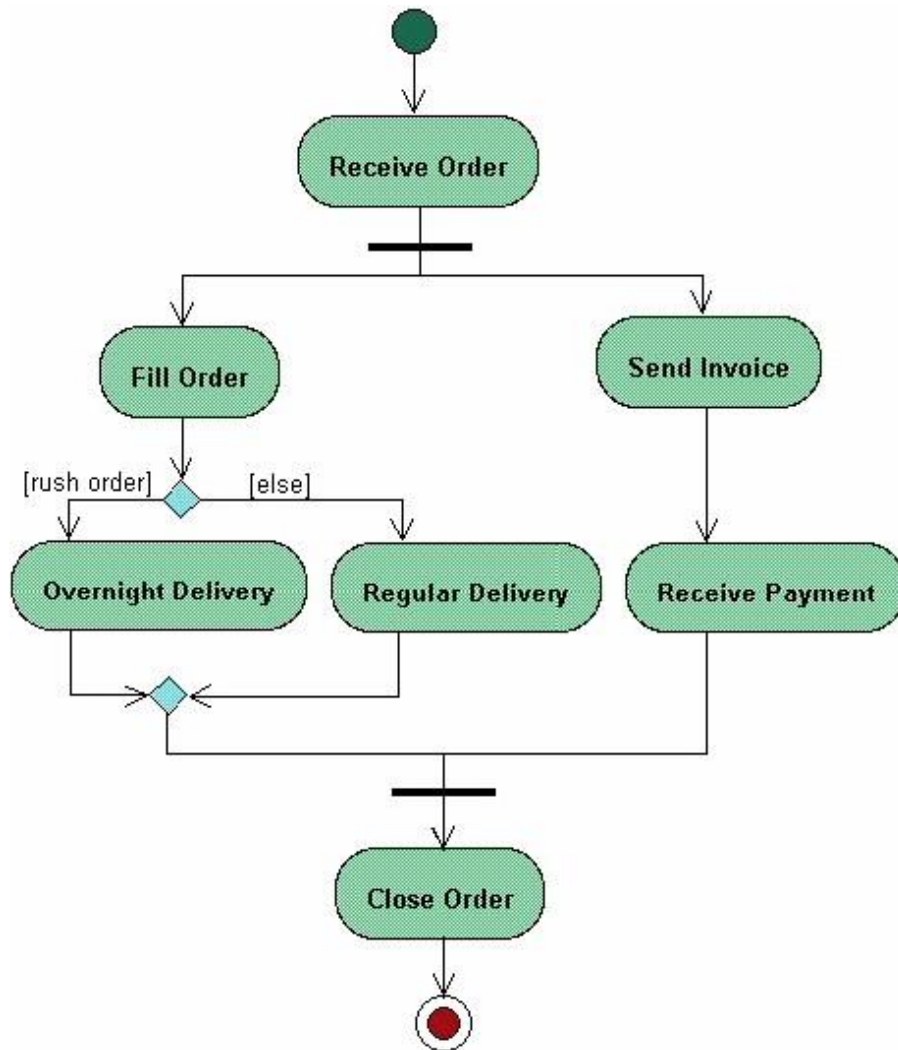 Receive Order
Fill Order
Send Invoice
[rush order]
[else]
Overnight Delivery
Regular Delivery
Receive Payment
Close Order